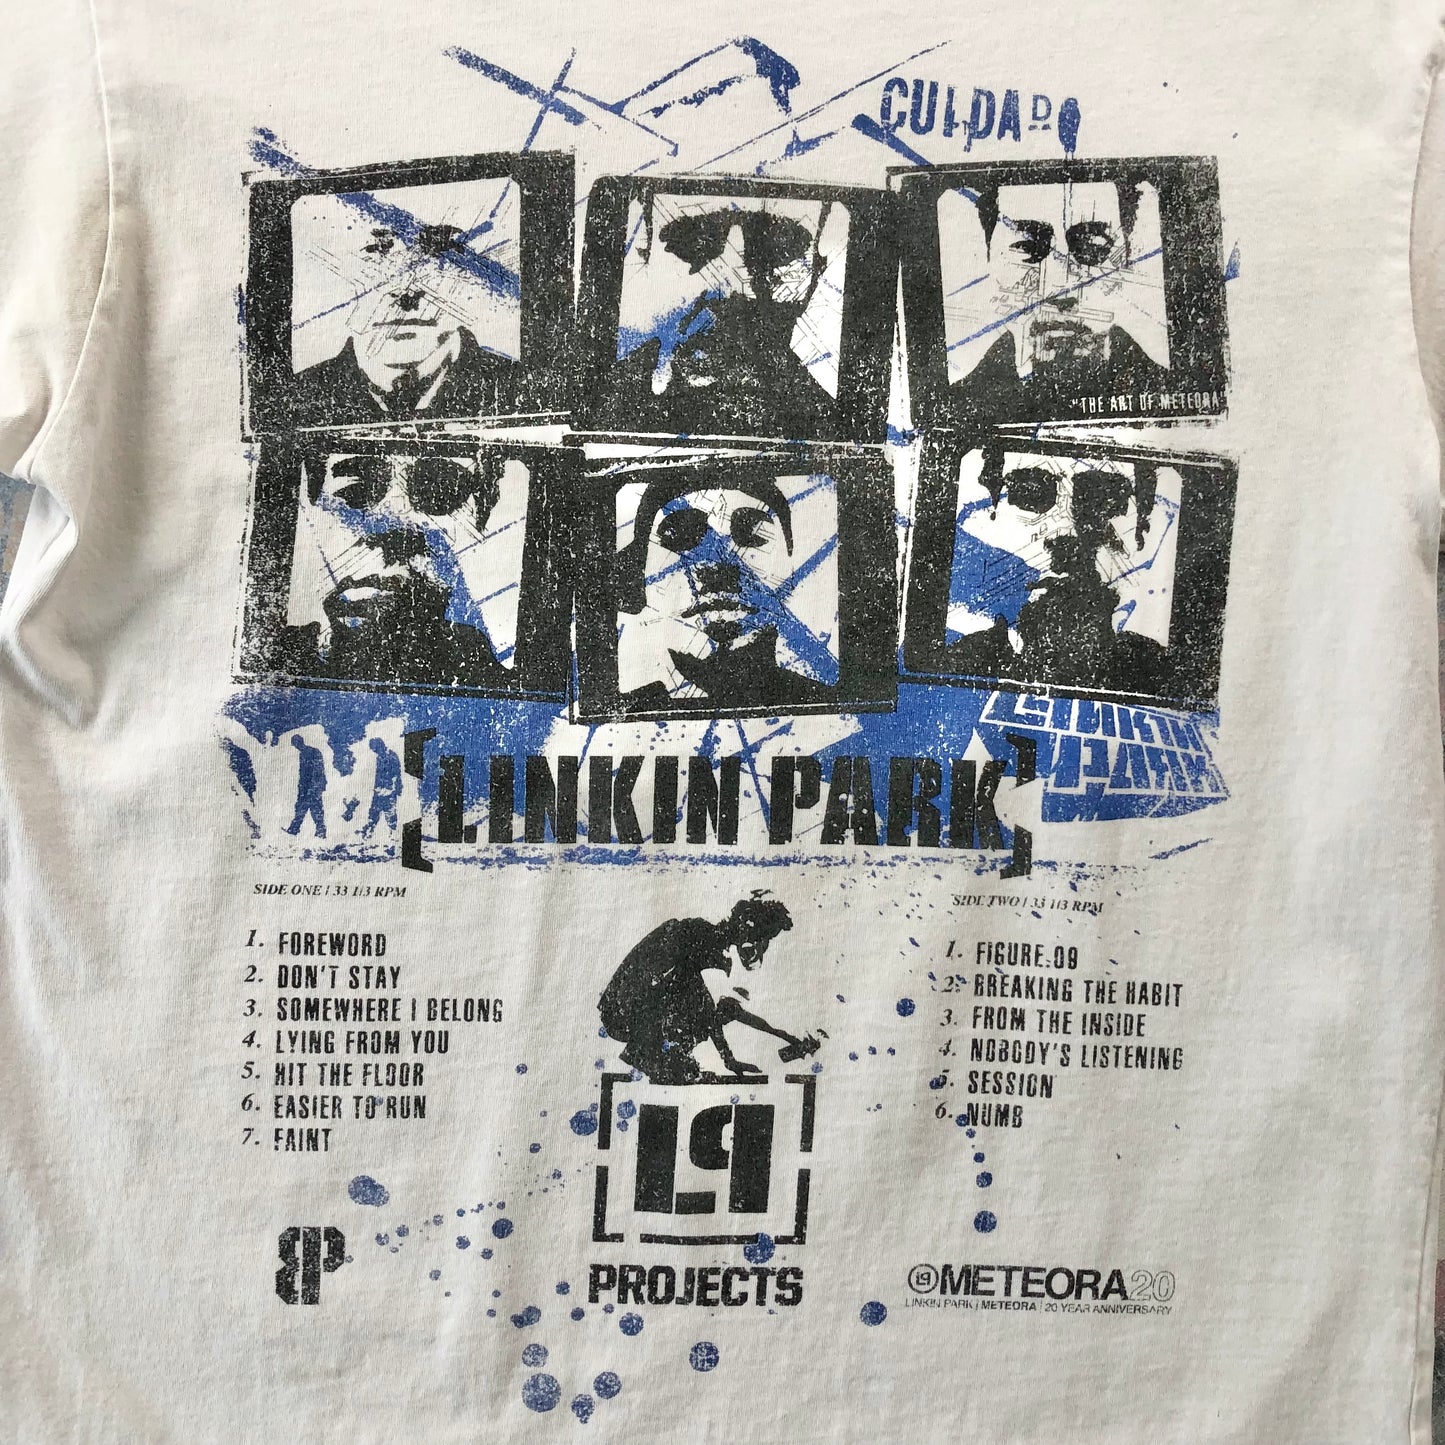 CUIDADO
"THE ART OF METEORA"
LINKIN
PARK
[LINKIN PARK]
SIDE ONE | 33 1/3 RPM
1. FOREWORD
2. DON'T STAY
3. SOMEWHERE I BELONG
4. LYING FROM YOU
5. HIT THE FLOOR
6. EASIER TO RUN
7. FAINT
SIDE TWO | 33 1/3 RPM
1. FIGURE.09
2. BREAKING THE HABIT
3. FROM THE INSIDE
4. NOBODY'S LISTENING
5. SESSION
6. NUMB
LP
PROJECTS
METEORA20
LINKIN PARK | METEORA | 20 YEAR ANNIVERSARY